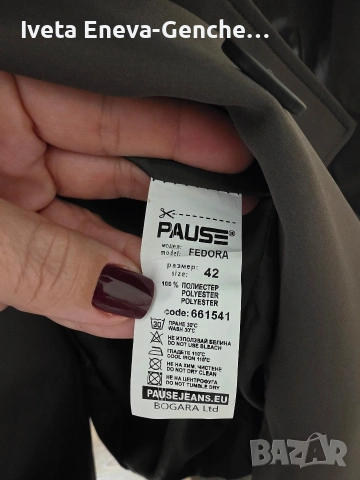 Iveta Eneva-Genche...
PAUSE®
модел:
model: FEDORA
размер:
size: 42
100 % ПОЛИЕСТЕР
POLYESTER
POLYESTER
code: 661541
30 ПРАНЕ 30°C
WASH 30°C
НЕ ИЗПОЛЗВАЙ БЕЛИНА
DO NOT USE BLEACH
ГЛАДЕТЕ 110°C
COOL IRON 110°C
НЕ НА ХИМ. ЧИСТЕНЕ
DO NOT DRY CLEAN
НЕ НА ЦЕНТРОФУГА
DO NOT TUMBLE DRY
PAUSEJEANS.EU
BOGARA Ltd
BAZAR